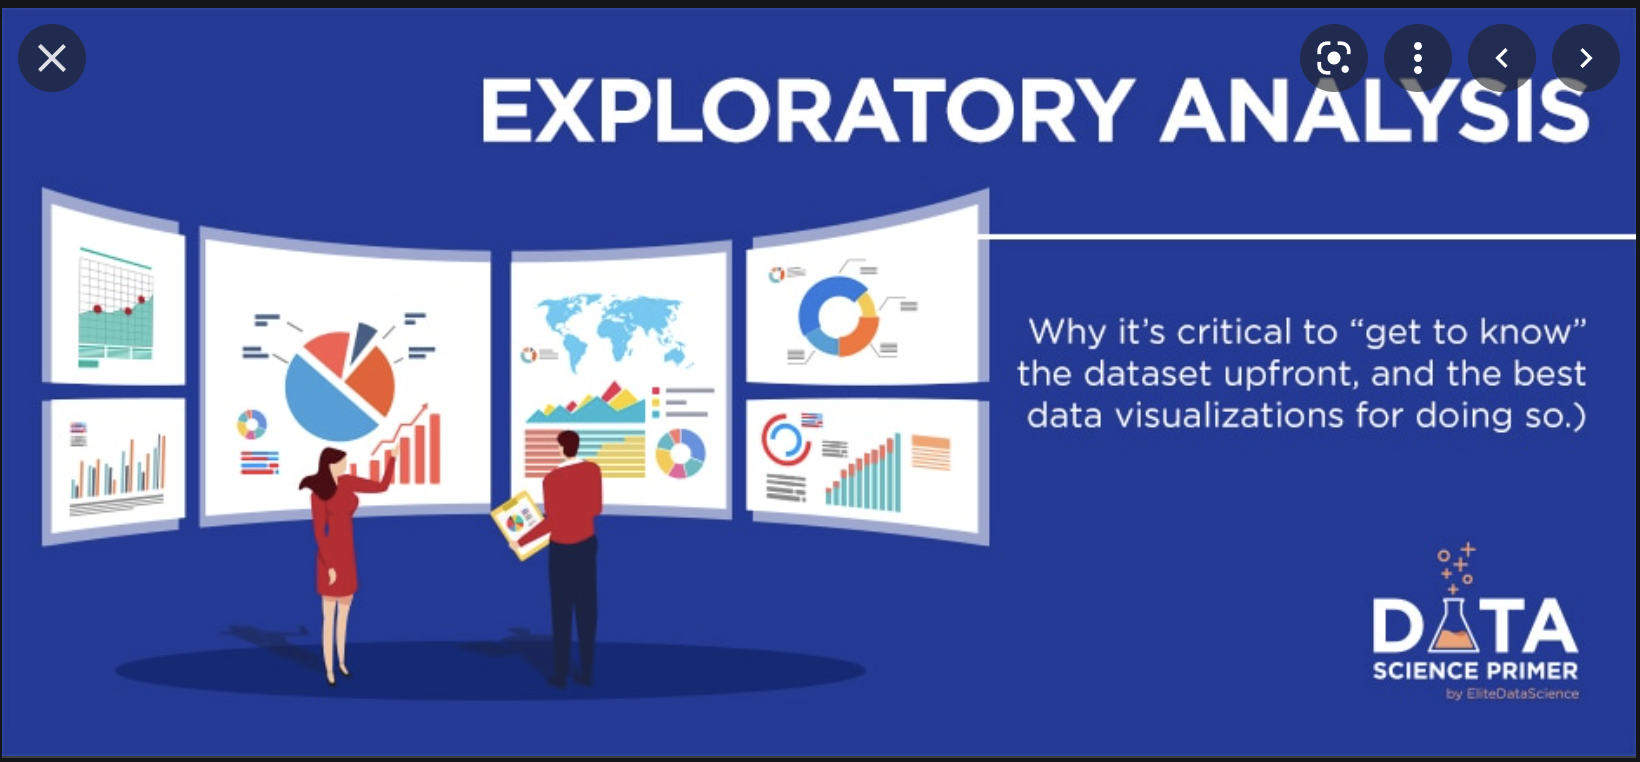 EXPLORATORY ANALYSIS
Why it’s critical to “get to know”
the dataset upfront, and the best
data visualizations for doing so.)
DATA
SCIENCE PRIMER
by EliteDataScience